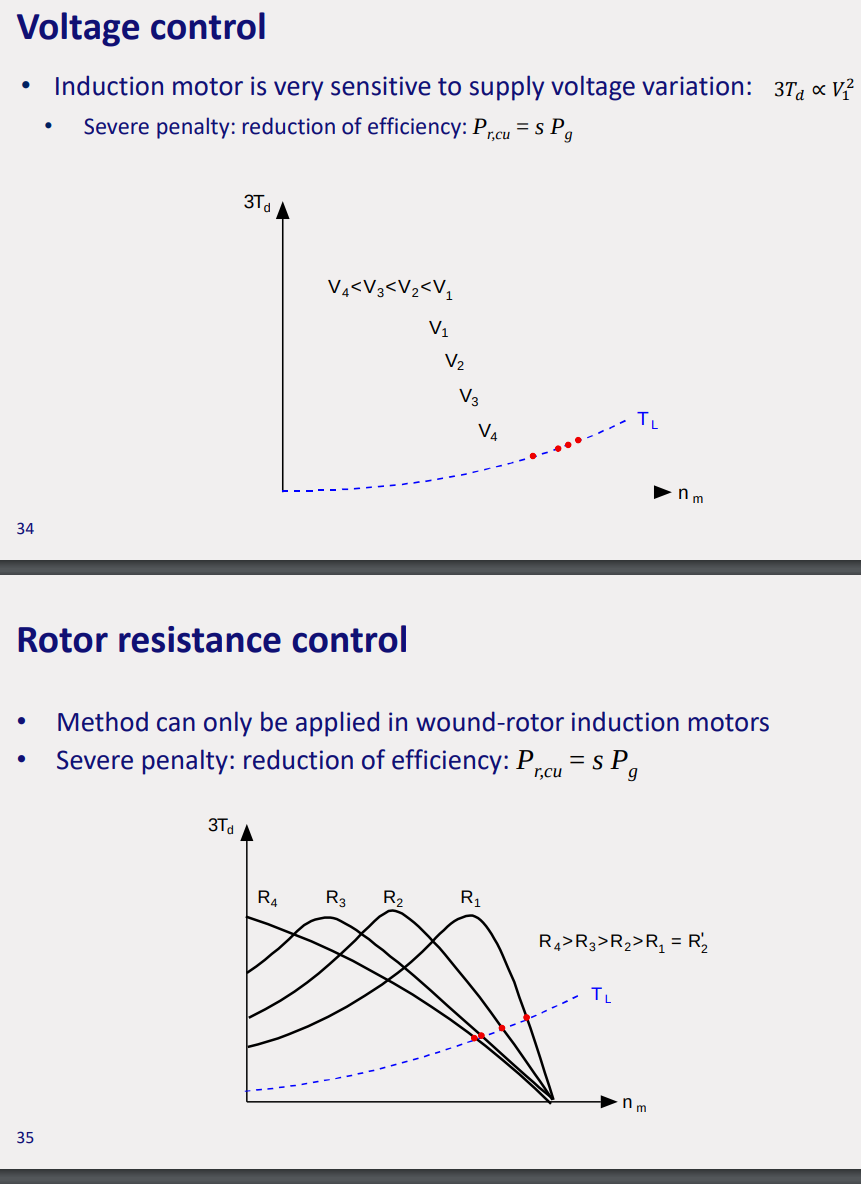 Voltage control
• Induction motor is very sensitive to supply voltage variation: 3T_d ∝ V_1^2
• Severe penalty: reduction of efficiency: P_{r,cu} = s P_g
3T_d
V_4<V_3<V_2<V_1
V_1
V_2
V_3
V_4
T_L
n_m
34
Rotor resistance control
• Method can only be applied in wound-rotor induction motors
• Severe penalty: reduction of efficiency: P_{r,cu} = s P_g
3T_d
R_4 R_3 R_2 R_1
R_4>R_3>R_2>R_1 = R'_2
T_L
n_m
35